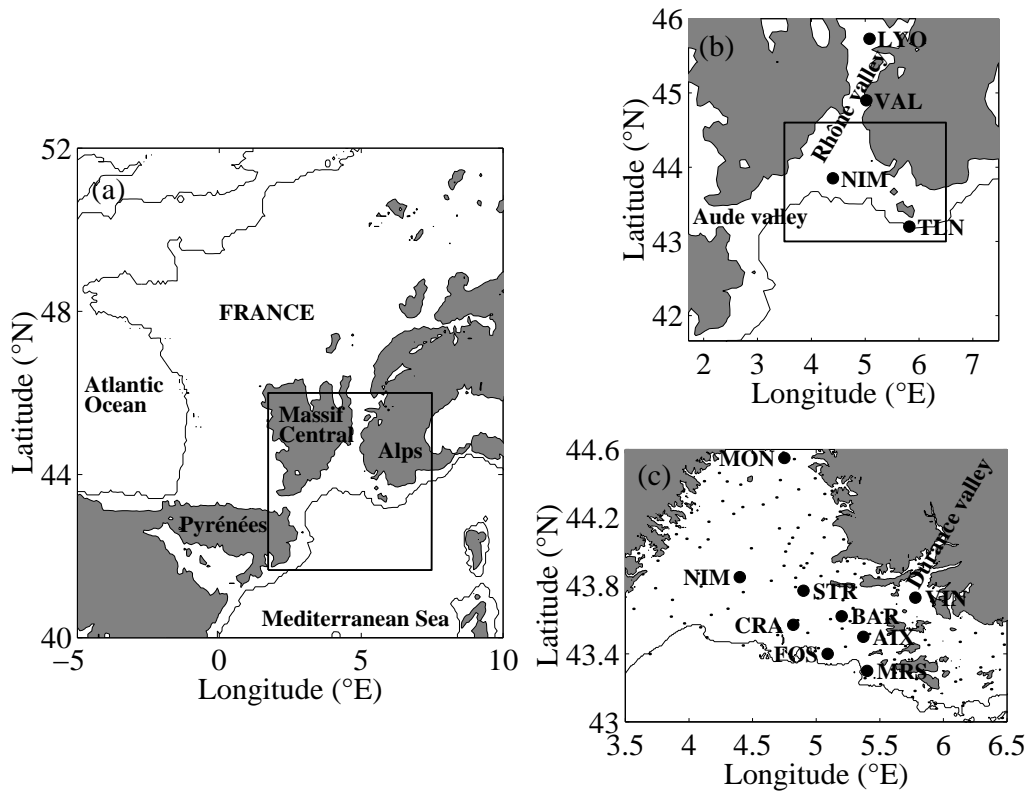 (a)
52
48
44
40
−5
0
5
10
Latitude (°N)
Longitude (°E)
FRANCE
Atlantic
Ocean
Massif
Central
Alps
Pyrénées
Mediterranean Sea
(b)
46
45
44
43
42
2
3
4
5
6
7
Latitude (°N)
Longitude (°E)
LYO
VAL
Rhône valley
NIM
Aude valley
TLN
(c)
44.6
44.2
43.8
43.4
43
3.5
4
4.5
5
5.5
6
6.5
Latitude (°N)
Longitude (°E)
MON
Durance valley
NIM
STR
VIN
BAR
CRA
AIX
FOS
MRS